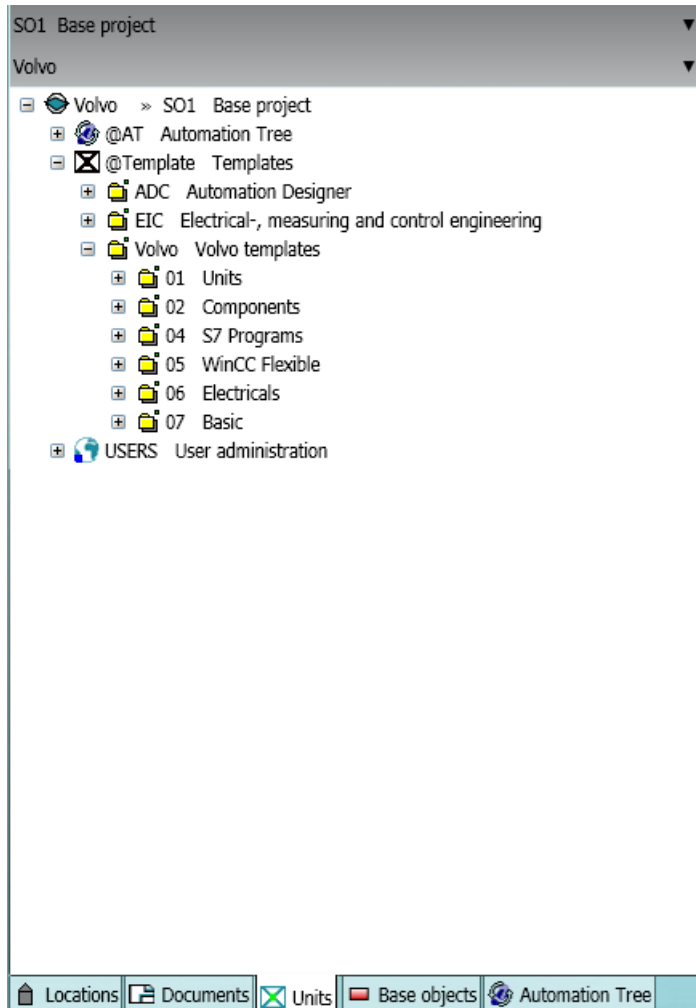 SO1 Base project
Volvo
Volvo » SO1 Base project
@AT Automation Tree
@Template Templates
ADC Automation Designer
EIC Electrical-, measuring and control engineering
Volvo Volvo templates
01 Units
02 Components
04 S7 Programs
05 WinCC Flexible
06 Electricals
07 Basic
USERS User administration
Locations Documents Units Base objects Automation Tree